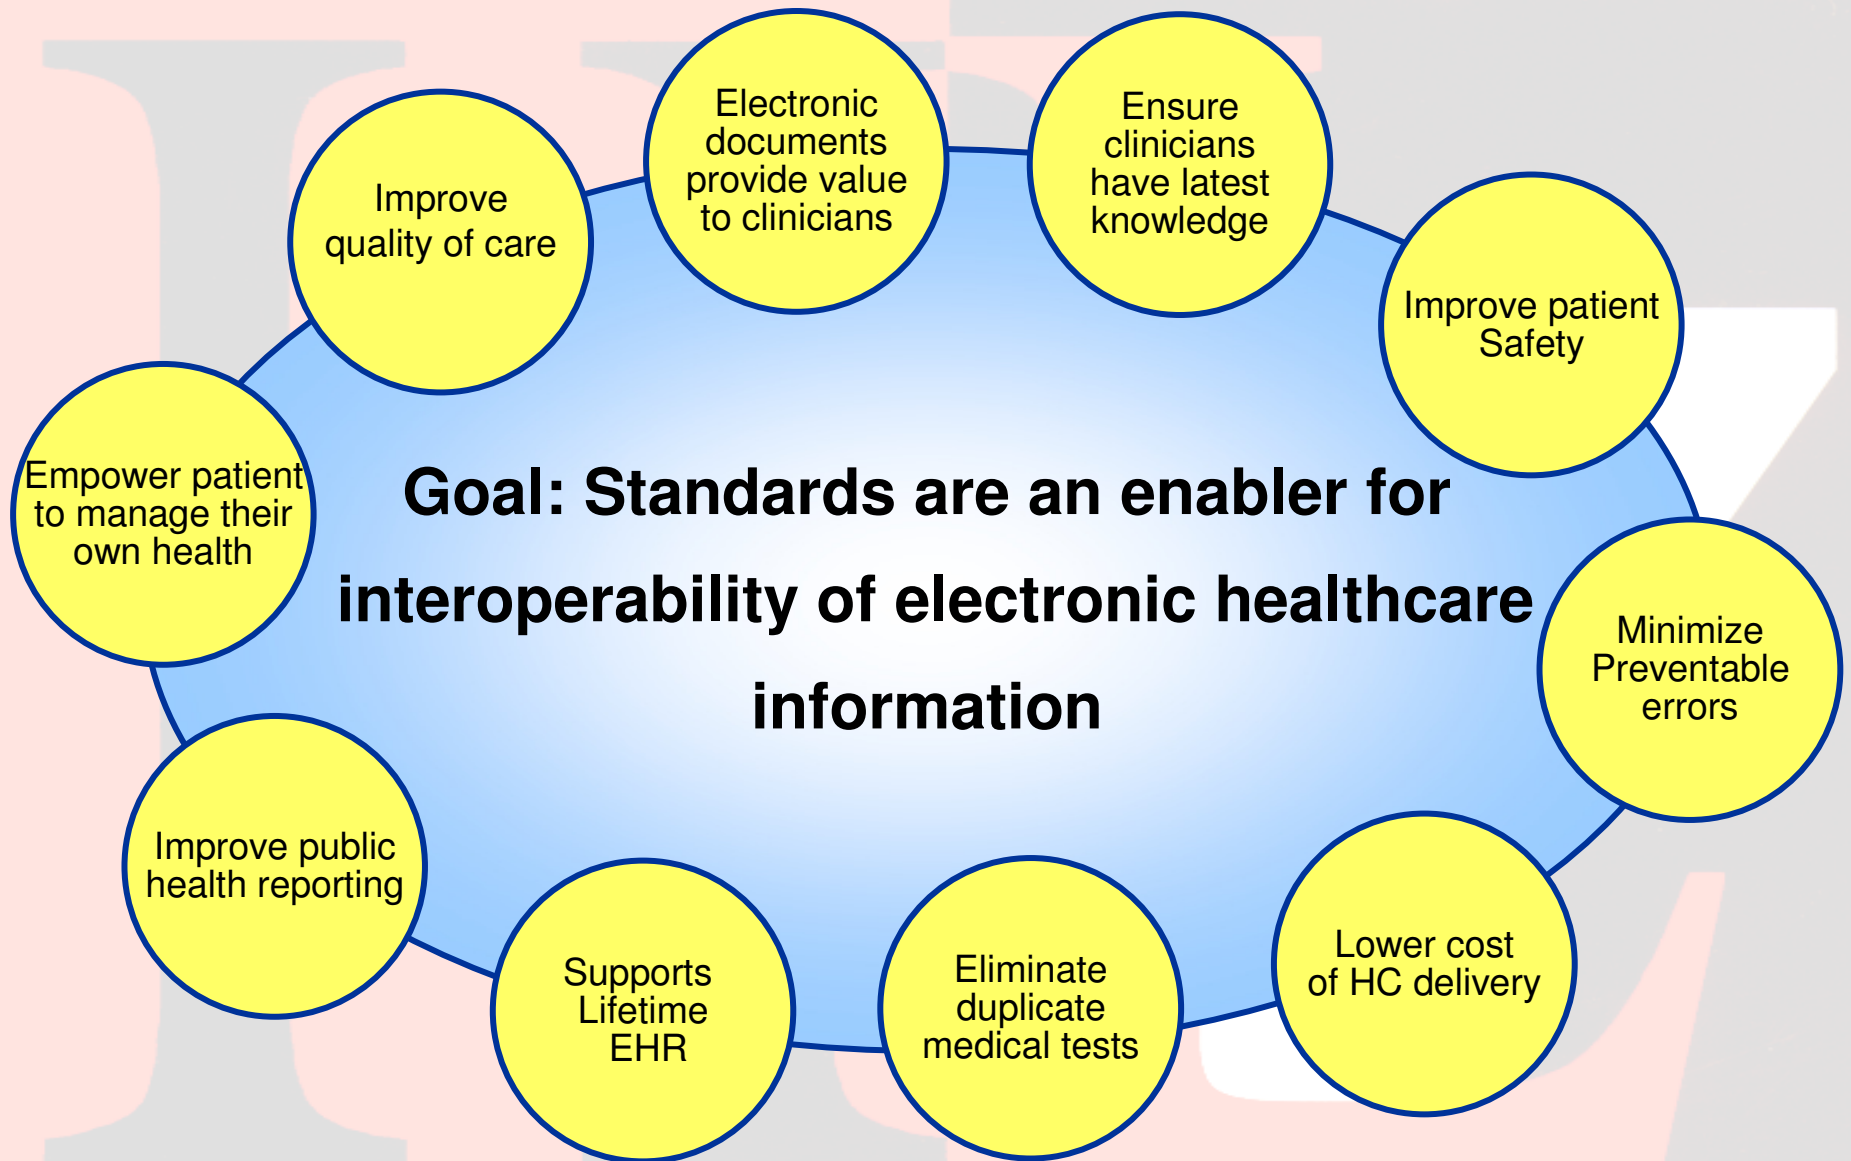 Electronic
documents
provide value
to clinicians
Ensure
clinicians
have latest
knowledge
Improve
quality of care
Improve patient
Safety
Empower patient
to manage their
own health
Goal: Standards are an enabler for
interoperability of electronic healthcare
information
Minimize
Preventable
errors
Improve public
health reporting
Supports
Lifetime
EHR
Eliminate
duplicate
medical tests
Lower cost
of HC delivery